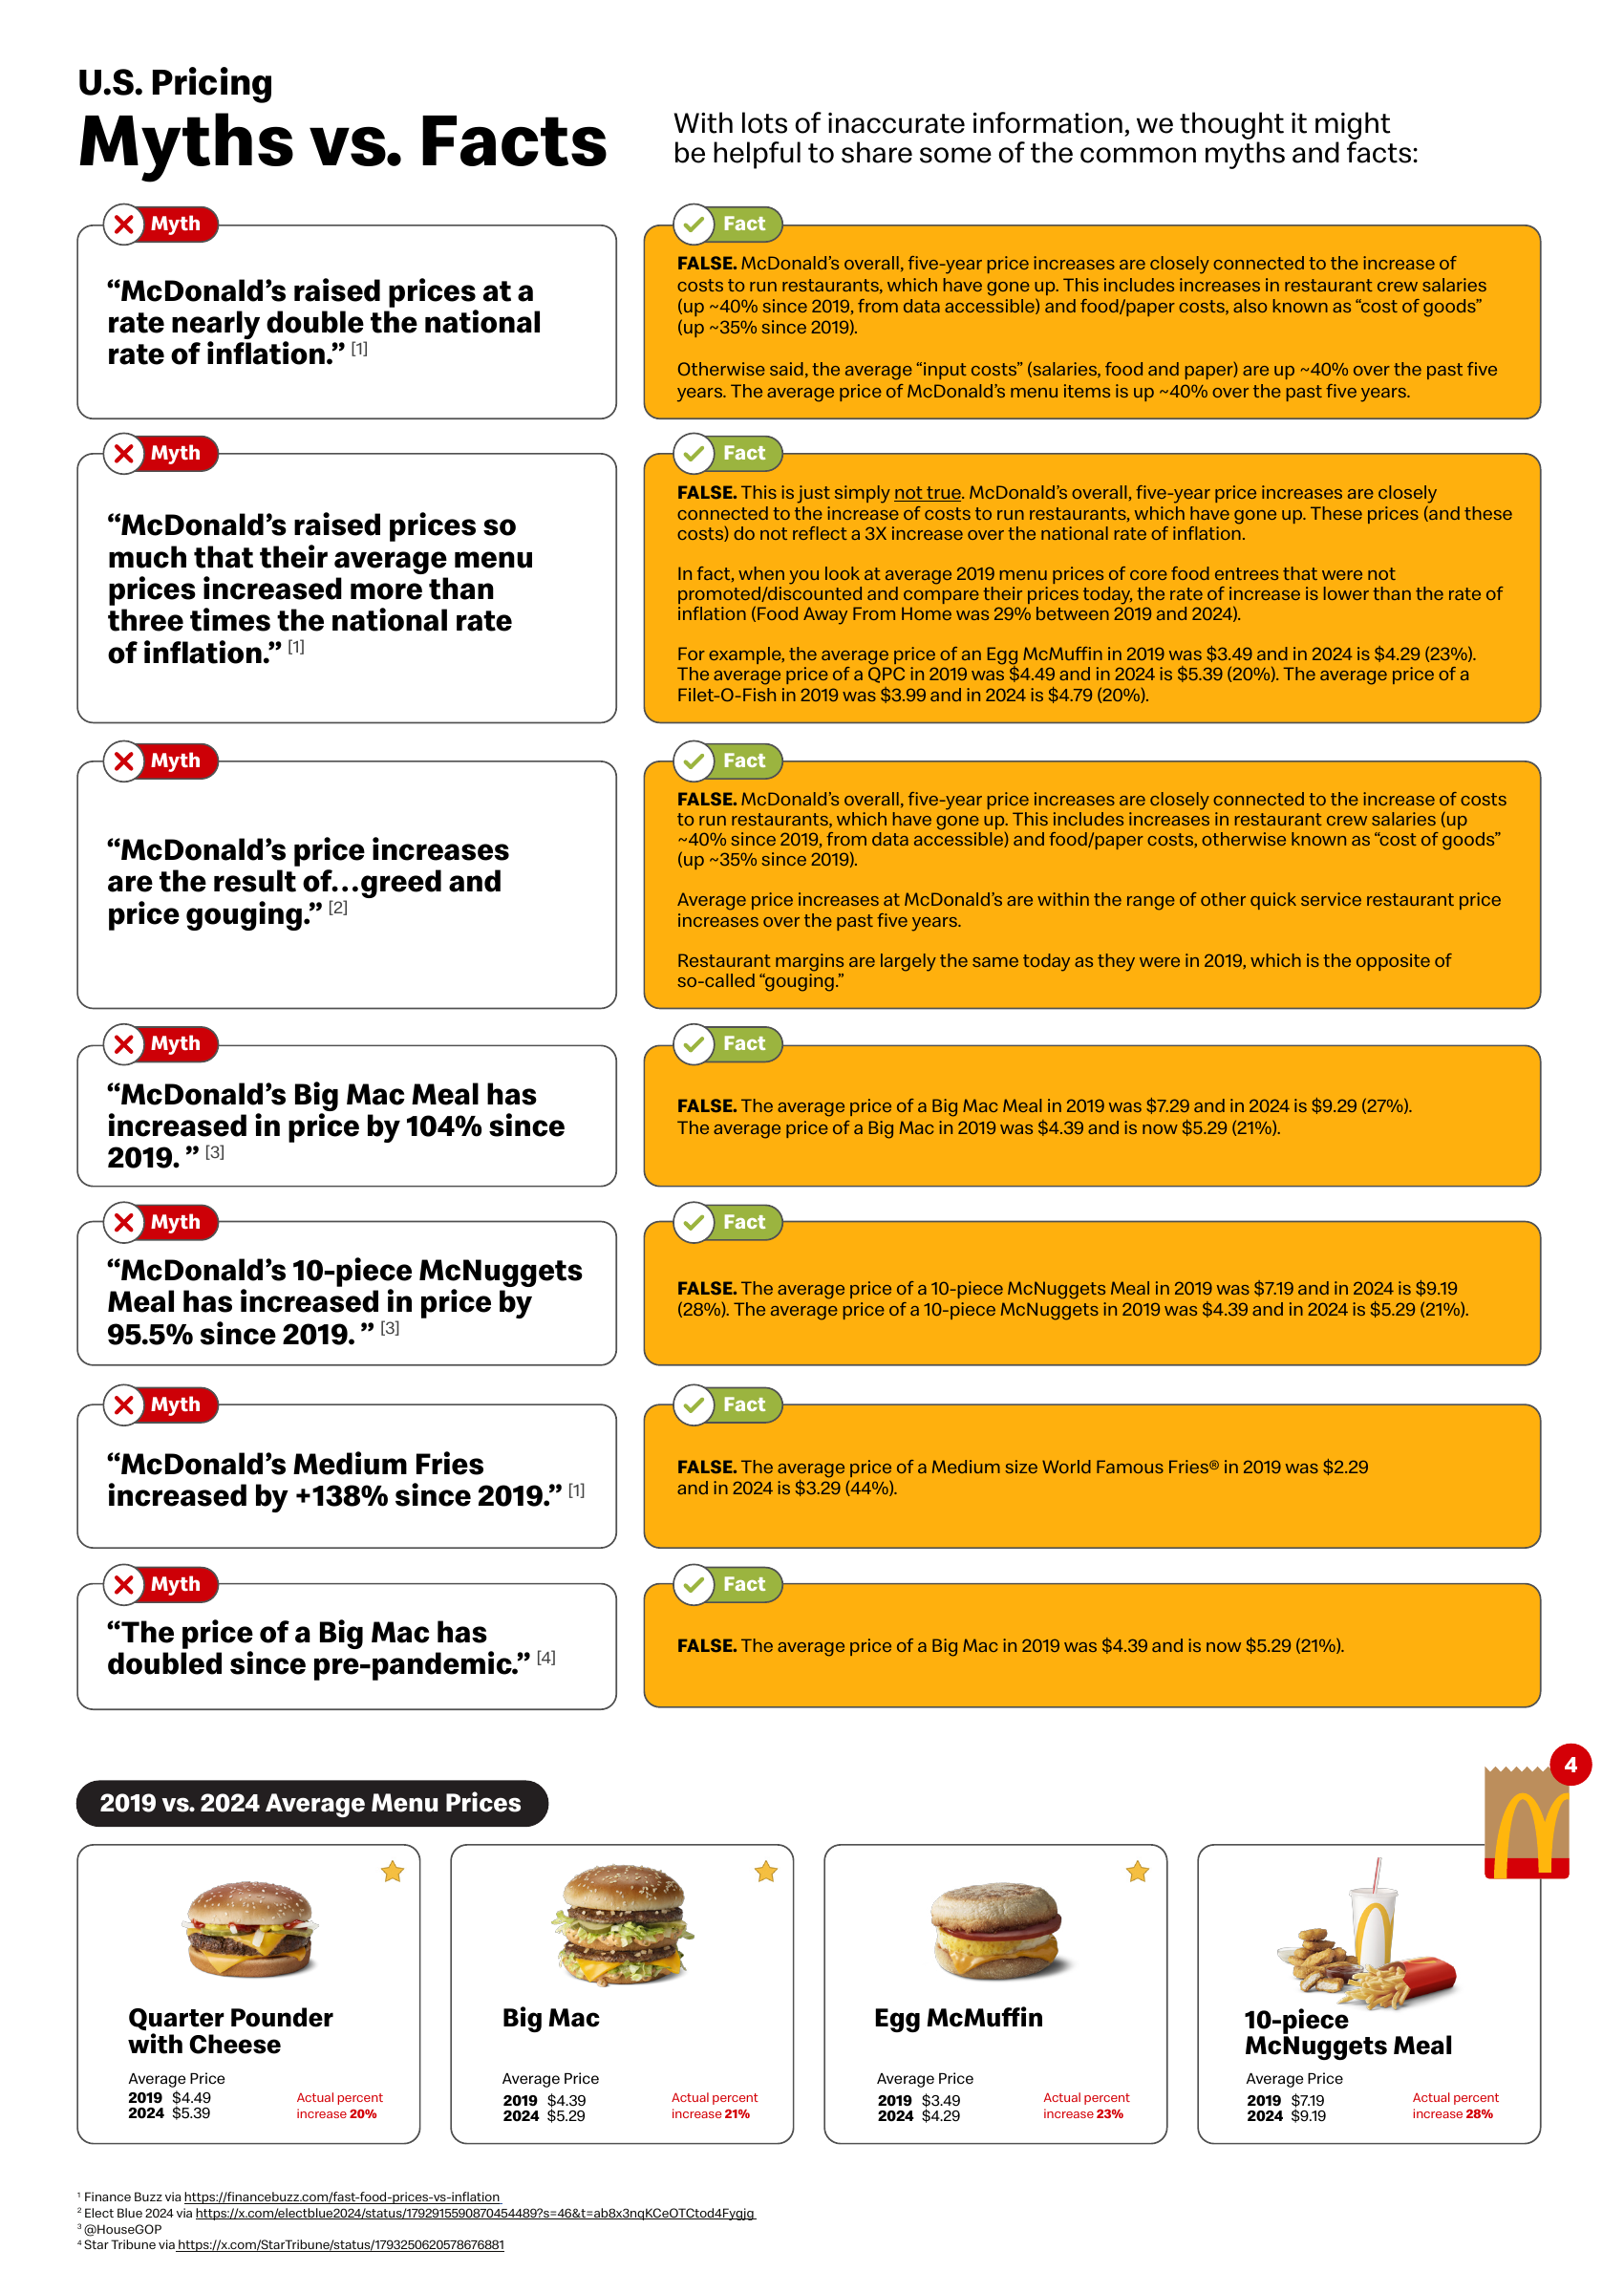 U.S. Pricing
Myths vs. Facts
With lots of inaccurate information, we thought it might
be helpful to share some of the common myths and facts:
Myth
“McDonald’s raised prices at a
rate nearly double the national
rate of inflation.” [1]
Fact
FALSE. McDonald’s overall, five-year price increases are closely connected to the increase of
costs to run restaurants, which have gone up. This includes increases in restaurant crew salaries
(up ~40% since 2019, from data accessible) and food/paper costs, also known as “cost of goods”
(up ~35% since 2019).
Otherwise said, the average “input costs” (salaries, food and paper) are up ~40% over the past five
years. The average price of McDonald’s menu items is up ~40% over the past five years.
Myth
“McDonald’s raised prices so
much that their average menu
prices increased more than
three times the national rate
of inflation.” [1]
Fact
FALSE. This is just simply not true. McDonald’s overall, five-year price increases are closely
connected to the increase of costs to run restaurants, which have gone up. These prices (and these
costs) do not reflect a 3X increase over the national rate of inflation.
In fact, when you look at average 2019 menu prices of core food entrees that were not
promoted/discounted and compare their prices today, the rate of increase is lower than the rate of
inflation (Food Away From Home was 29% between 2019 and 2024).
For example, the average price of an Egg McMuffin in 2019 was $3.49 and in 2024 is $4.29 (23%).
The average price of a QPC in 2019 was $4.49 and in 2024 is $5.39 (20%). The average price of a
Filet-O-Fish in 2019 was $3.99 and in 2024 is $4.79 (20%).
Myth
“McDonald’s price increases
are the result of...greed and
price gouging.” [2]
Fact
FALSE. McDonald’s overall, five-year price increases are closely connected to the increase of costs
to run restaurants, which have gone up. This includes increases in restaurant crew salaries (up
~40% since 2019, from data accessible) and food/paper costs, otherwise known as “cost of goods”
(up ~35% since 2019).
Average price increases at McDonald’s are within the range of other quick service restaurant price
increases over the past five years.
Restaurant margins are largely the same today as they were in 2019, which is the opposite of
so-called “gouging.”
Myth
“McDonald’s Big Mac Meal has
increased in price by 104% since
2019. ” [3]
Fact
FALSE. The average price of a Big Mac Meal in 2019 was $7.29 and in 2024 is $9.29 (27%).
The average price of a Big Mac in 2019 was $4.39 and is now $5.29 (21%).
Myth
“McDonald’s 10-piece McNuggets
Meal has increased in price by
95.5% since 2019. ” [3]
Fact
FALSE. The average price of a 10-piece McNuggets Meal in 2019 was $7.19 and in 2024 is $9.19
(28%). The average price of a 10-piece McNuggets in 2019 was $4.39 and in 2024 is $5.29 (21%).
Myth
“McDonald’s Medium Fries
increased by +138% since 2019.” [1]
Fact
FALSE. The average price of a Medium size World Famous Fries® in 2019 was $2.29
and in 2024 is $3.29 (44%).
Myth
“The price of a Big Mac has
doubled since pre-pandemic.” [4]
Fact
FALSE. The average price of a Big Mac in 2019 was $4.39 and is now $5.29 (21%).
4
2019 vs. 2024 Average Menu Prices
Quarter Pounder
with Cheese
Average Price
2019 $4.49
2024 $5.39
Actual percent
increase 20%
Big Mac
Average Price
2019 $4.39
2024 $5.29
Actual percent
increase 21%
Egg McMuffin
Average Price
2019 $3.49
2024 $4.29
Actual percent
increase 23%
10-piece
McNuggets Meal
Average Price
2019 $7.19
2024 $9.19
Actual percent
increase 28%
1 Finance Buzz via https://financebuzz.com/fast-food-prices-vs-inflation
2 Elect Blue 2024 via https://x.com/electblue2024/status/1792915590870454489?s=46&t=ab8x3nqKCeOTCtod4Fygjg
3 @HouseGOP
4 Star Tribune via https://x.com/StarTribune/status/1793250620578676881